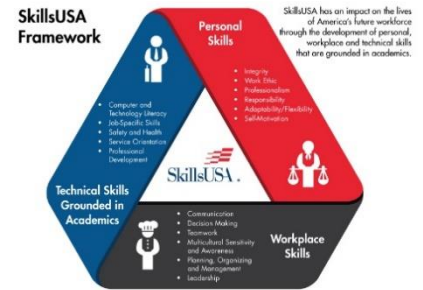 SkillsUSA
Framework
SkillsUSA has an impact on the lives
of America's future workforce
through the development of personal,
workplace and technical skills
that are grounded in academics.
Personal
Skills
• Integrity
• Work Ethic
• Professionalism
• Responsibility
• Adaptability/Flexibility
• Self-Motivation
• Computer and
Technology Literacy
• Job-Specific Skills
• Safety and Health
• Service Orientation
• Professional
Development
Technical Skills
Grounded in
Academics
SkillsUSA.
• Communication
• Decision Making
• Teamwork
• Multicultural Sensitivity
and Awareness
• Planning, Organizing
and Management
• Leadership
Workplace
Skills